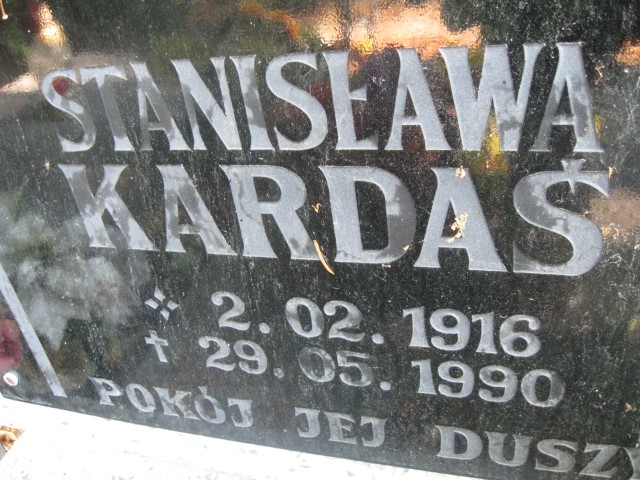 STANISŁAWA
KARDAŚ
2. 02. 1916
29. 05. 1990
POKÓJ JEJ DUSZY